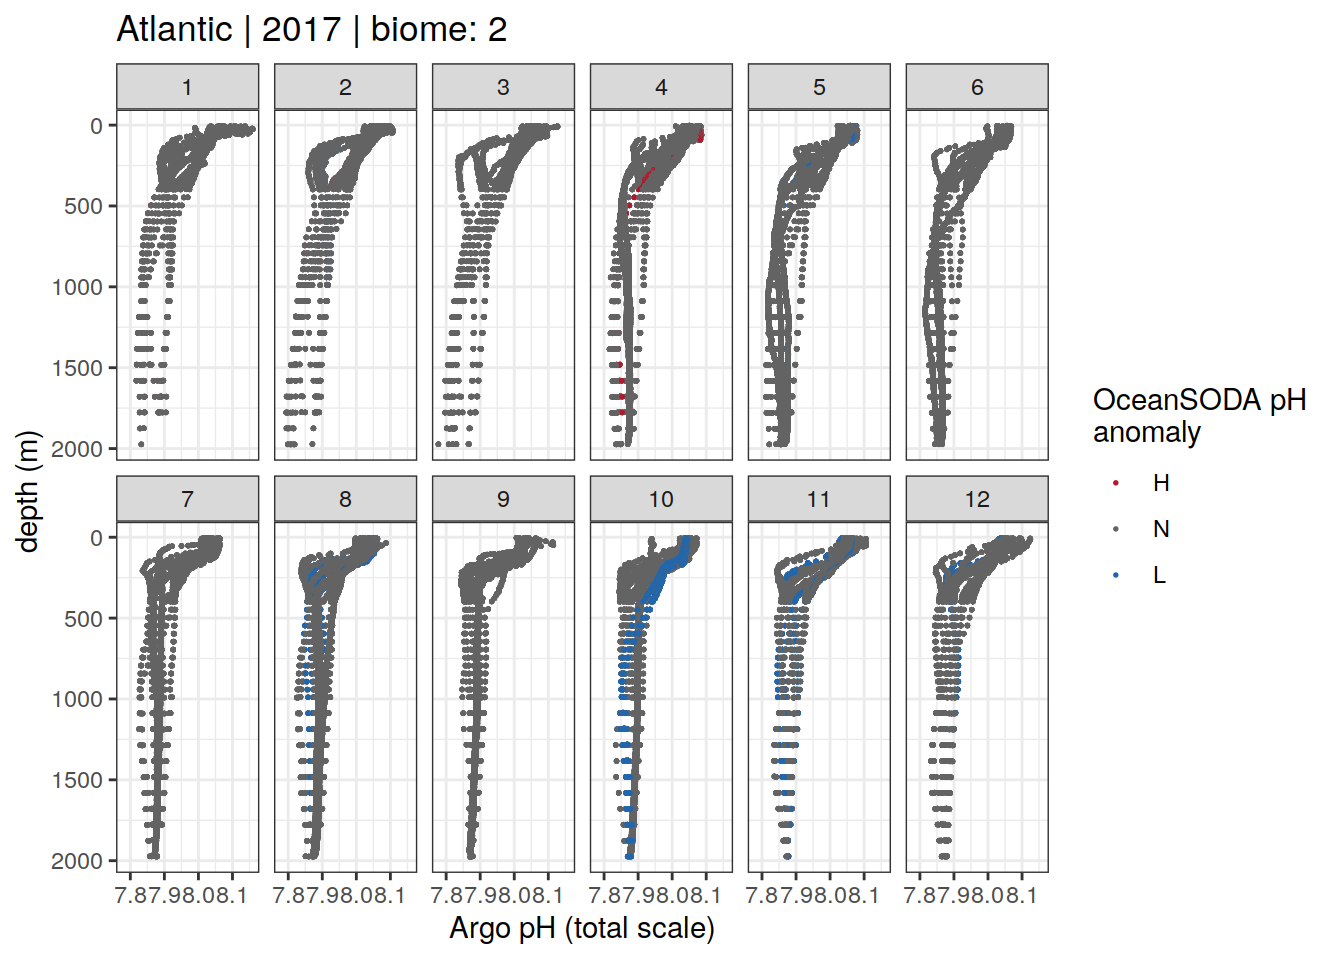 Atlantic | 2017 | biome: 2
1 2 3 4 5 6
0
500
1000
1500
2000
7 8 9 10 11 12
0
500
1000
1500
2000
7.87.98.08.1 7.87.98.08.1 7.87.98.08.1 7.87.98.08.1 7.87.98.08.1 7.87.98.08.1
Argo pH (total scale)
depth (m)
OceanSODA pH
anomaly
H
N
L